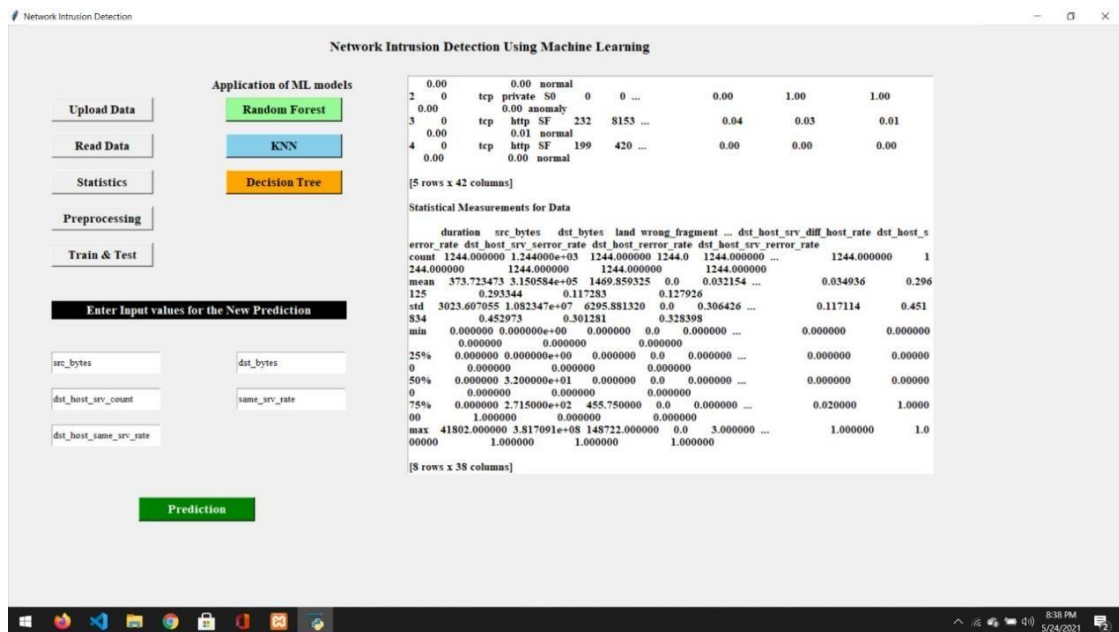 Network Intrusion Detection
Network Intrusion Detection Using Machine Learning
Application of ML models
Upload Data
Random Forest
Read Data
KNN
Statistics
Decision Tree
Preprocessing
Train & Test
Enter Input values for the New Prediction
src_bytes
dst_bytes
dst_host_srv_count
same_srv_rate
dst_host_same_srv_rate
Prediction
0.00 0.00 normal
2 0 tcp private S0 0 0 ... 0.00 1.00 1.00
0.00 0.00 anomaly
3 0 tcp http SF 232 8153 ... 0.04 0.03 0.01
0.00 0.01 normal
4 0 tcp http SF 199 420 ... 0.00 0.00 0.00
0.00 0.00 normal
[5 rows x 42 columns]
Statistical Measurements for Data
duration src_bytes dst_bytes land wrong_fragment ... dst_host_srv_diff_host_rate dst_host_s
error_rate dst_host_srv_serror_rate dst_host_rerror_rate dst_host_srv_rerror_rate
count 1244.000000 1.244000e+03 1244.000000 1244.0 1244.000000 ... 1244.000000 1
244.000000 1244.000000 1244.000000 1244.000000
mean 373.723473 3.150584e+05 1469.859325 0.0 0.032154 ... 0.034936 0.296
125 0.293344 0.117283 0.127926
std 3023.607055 1.082347e+07 6295.881320 0.0 0.306426 ... 0.117114 0.451
834 0.452973 0.301281 0.328398
min 0.000000 0.000000e+00 0.000000 0.0 0.000000 ... 0.000000 0.000000
0.000000 0.000000 0.000000
25% 0.000000 0.000000e+00 0.000000 0.0 0.000000 ... 0.000000 0.00000
0 0.000000 0.000000 0.000000
50% 0.000000 3.200000e+01 0.000000 0.0 0.000000 ... 0.000000 0.00000
0 0.000000 0.000000 0.000000
75% 0.000000 2.715000e+02 455.750000 0.0 0.000000 ... 0.020000 1.0000
00 1.000000 0.000000 0.000000
max 41802.000000 3.817091e+08 148722.000000 0.0 3.000000 ... 1.000000 1.0
00000 1.000000 1.000000 1.000000
[8 rows x 38 columns]
8:38 PM
5/24/2021